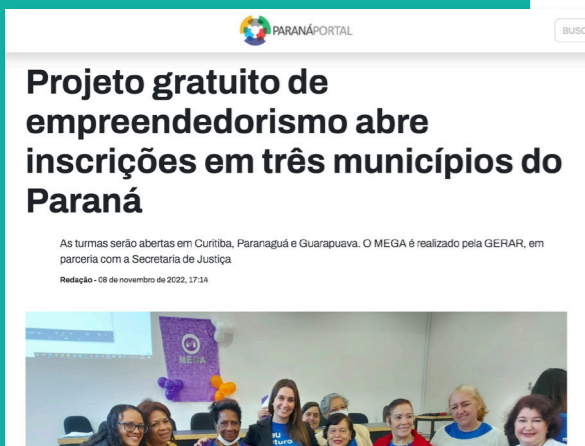 PARANÁPORTAL
BUSC
Projeto gratuito de
empreendedorismo abre
inscrições em três municípios do
Paraná
As turmas serão abertas em Curitiba, Paranaguá e Guarapuava. O MEGA é realizado pela GERAR, em
parceria com a Secretaria de Justiça
Redação - 08 de novembro de 2022, 17:14
MEGA